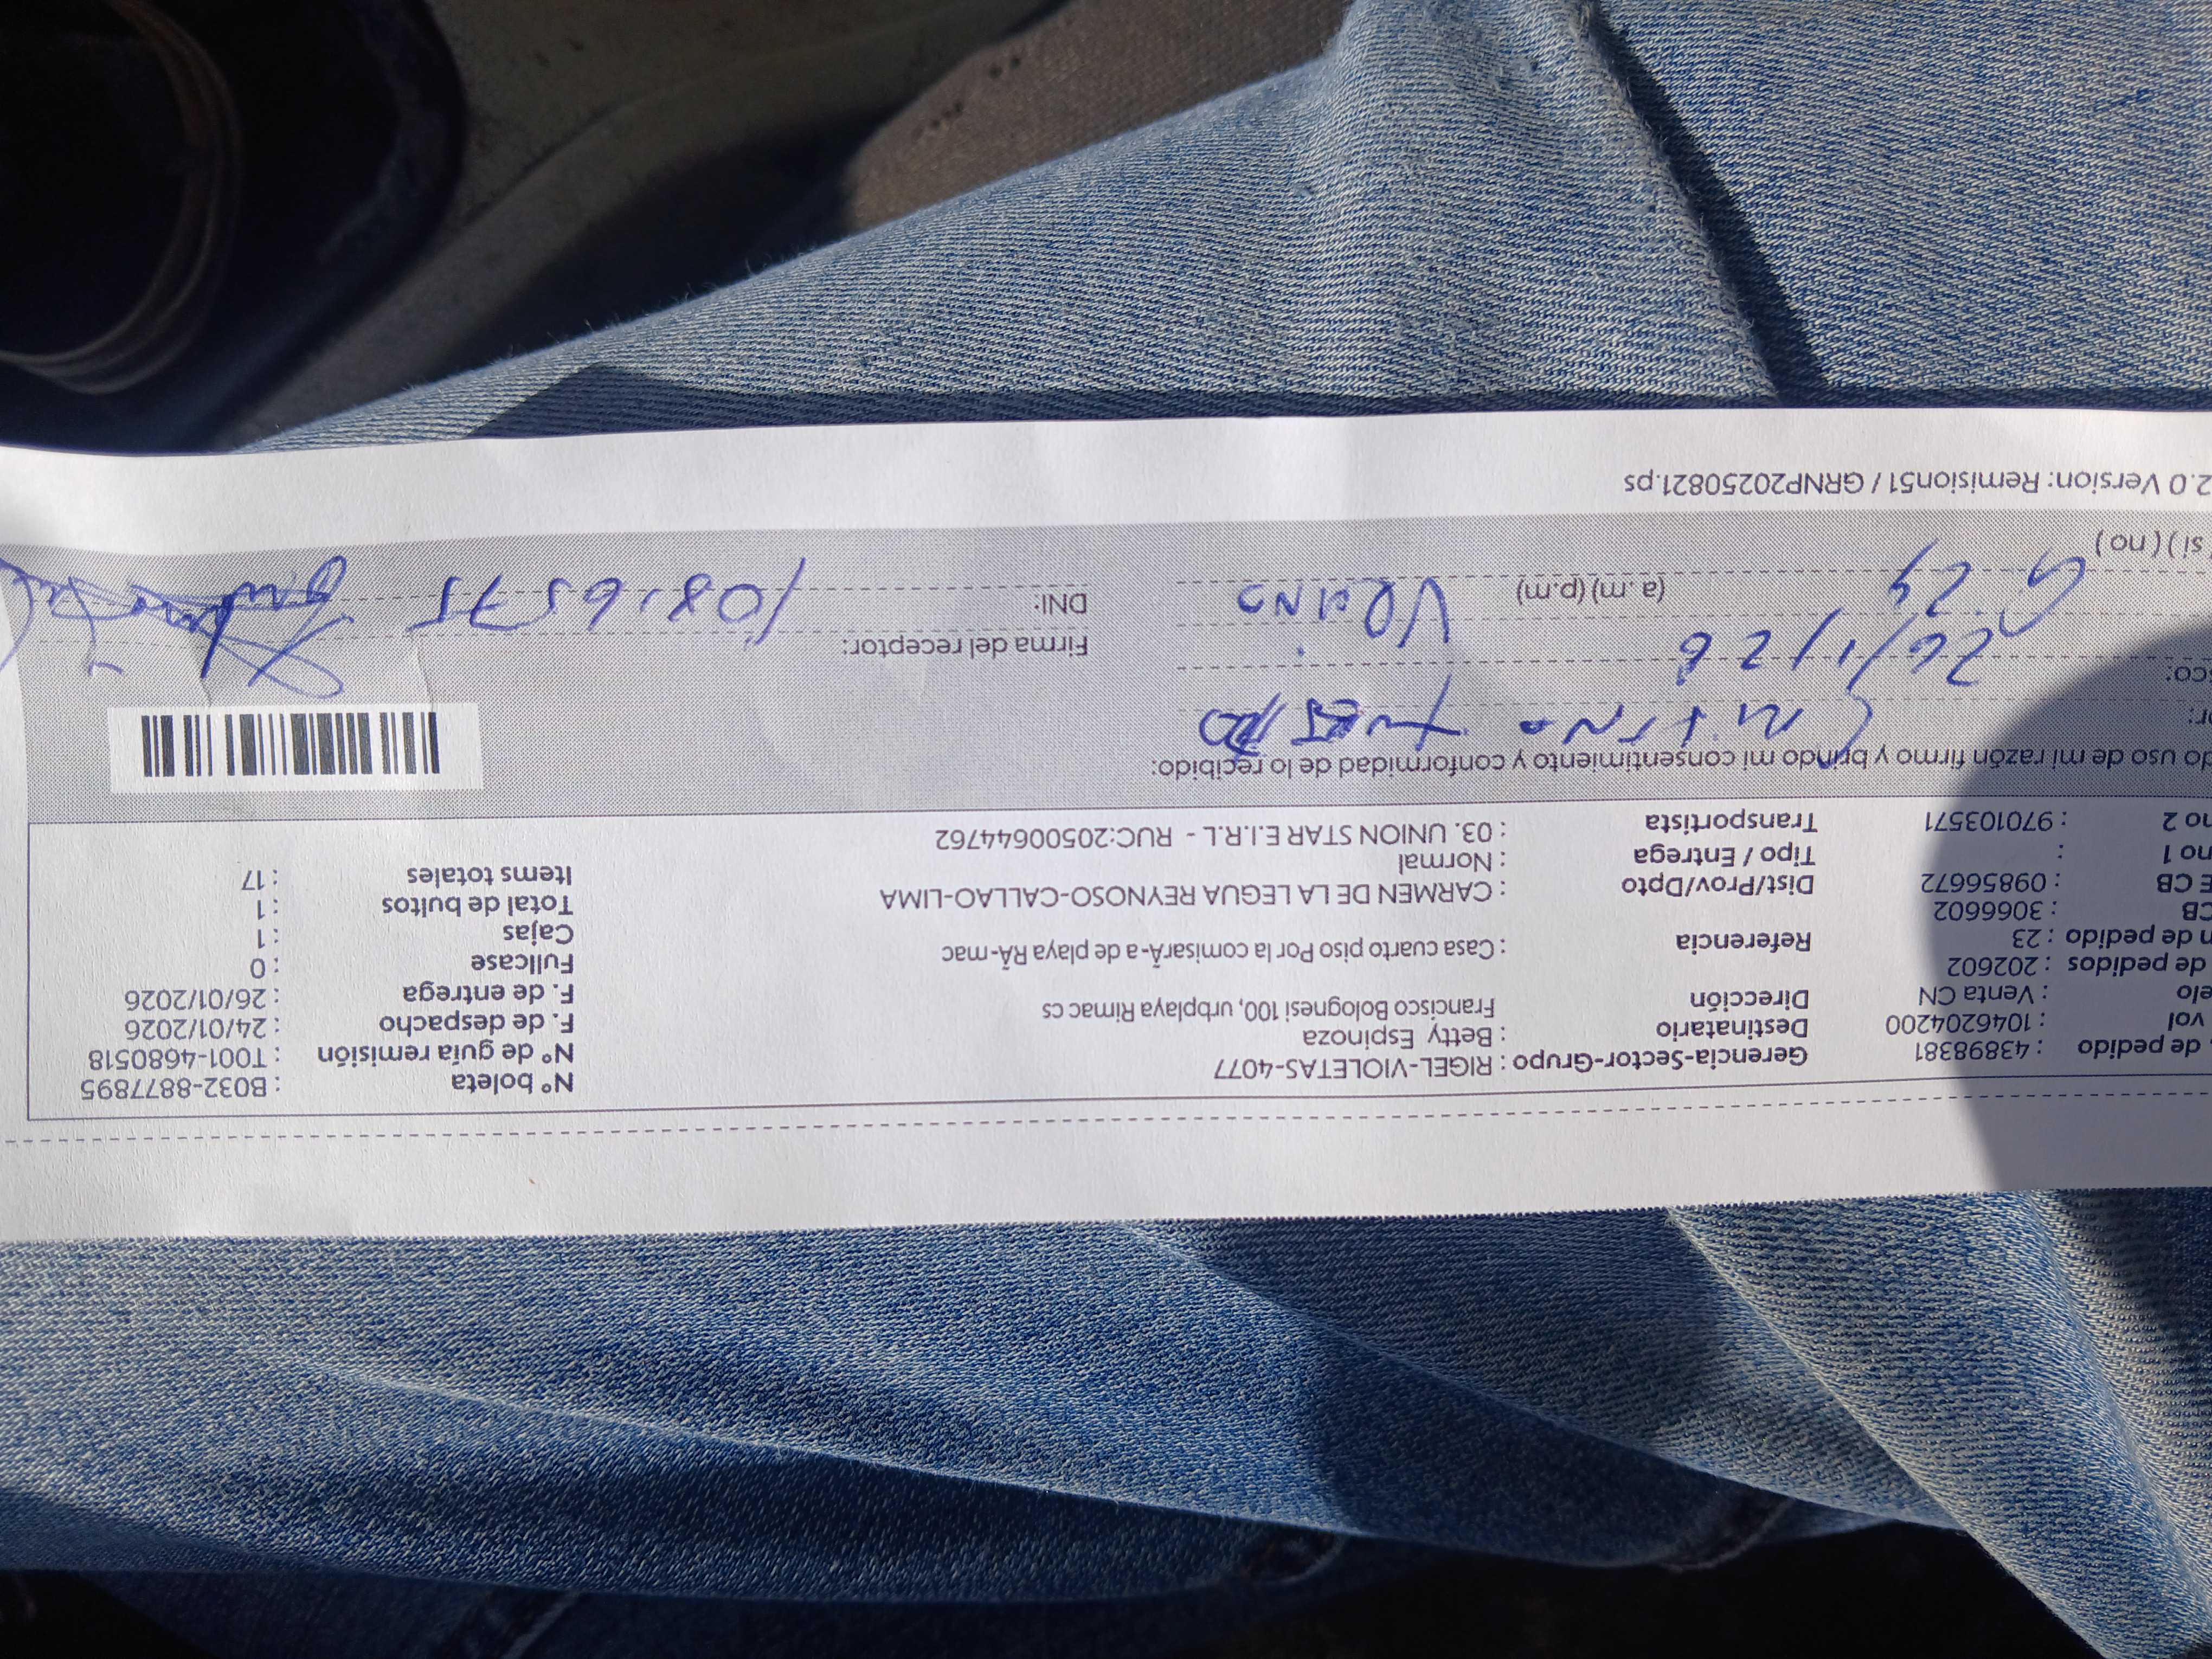 . de pedido : 43898381 Gerencia-Sector-Grupo : RIGEL-VIOLETAS-4077 N° boleta : B032-8877895
vol : 1046204200 Destinatario : Betty Espinoza N° de guía remisión : T001-4680518
elo : Venta CN Dirección Francisco Bolognesi 100, urbplaya Rimac cs F. de despacho : 24/01/2026
de pedidos : 202602 F. de entrega : 26/01/2026
n de pedido : 23 Referencia : Casa cuarto piso Por la comisarÃ-a de playa RÃ-mac Fullcase : 0
CB : 3066602 Cajas : 1
E CB : 09856672 Dist/Prov/Dpto : CARMEN DE LA LEGUA REYNOSO-CALLAO-LIMA Total de bultos : 1
no 1 : Tipo / Entrega : Normal Items totales : 17
no 2 : 970103571 Transportista : 03. UNION STAR E.I.R.L - RUC:20500644762
do uso de mi razón firmo y brindo mi consentimiento y conformidad de lo recibido:
or:
sco: 26/1/26 Firma del receptor:
(a.m) (p.m) DNI:
si ) ( no )
2.0 Version: Remision51 / GRNP20250821.ps